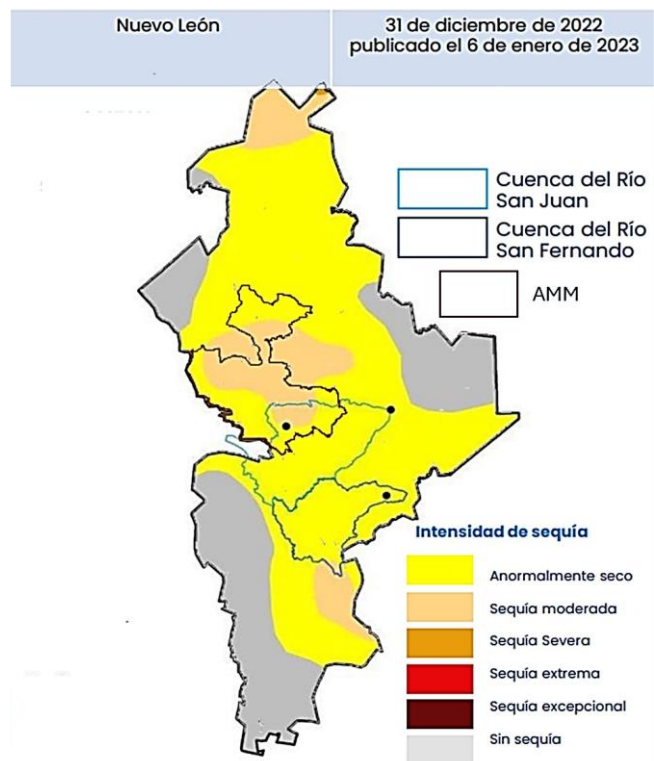 Nuevo León
31 de diciembre de 2022
publicado el 6 de enero de 2023
Cuenca del Río
San Juan
Cuenca del Río
San Fernando
AMM
Intensidad de sequía
Anormalmente seco
Sequía moderada
Sequía Severa
Sequía extrema
Sequía excepcional
Sin sequía